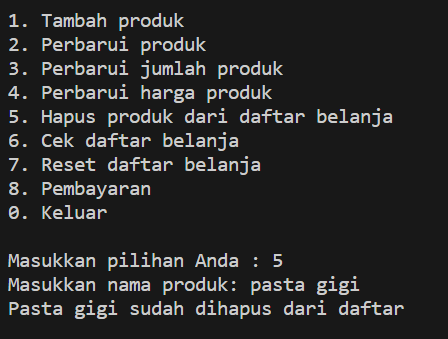 1. Tambah produk
2. Perbarui produk
3. Perbarui jumlah produk
4. Perbarui harga produk
5. Hapus produk dari daftar belanja
6. Cek daftar belanja
7. Reset daftar belanja
8. Pembayaran
0. Keluar
Masukkan pilihan Anda : 5
Masukkan nama produk: pasta gigi
Pasta gigi sudah dihapus dari daftar